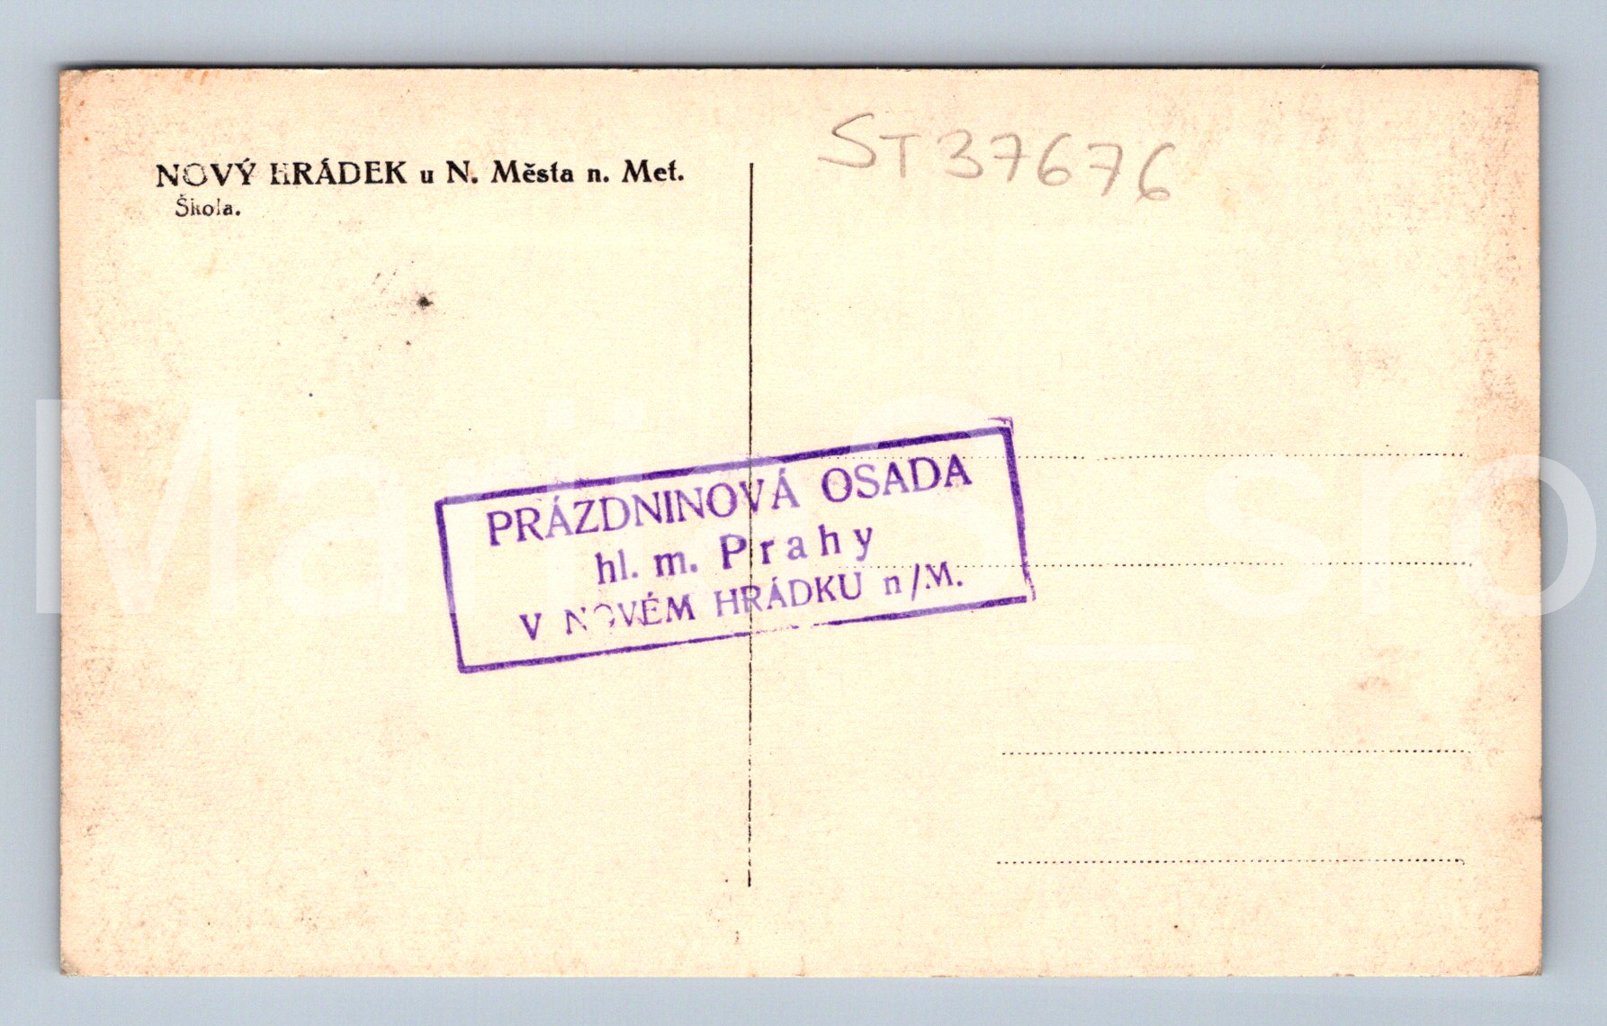 NOVÝ HRÁDEK u N. Města n. Met.
Škola.
ST37676
PRÁZDNINOVÁ OSADA
hl. m. Prahy
V NOVÉM HRÁDKU n/M.